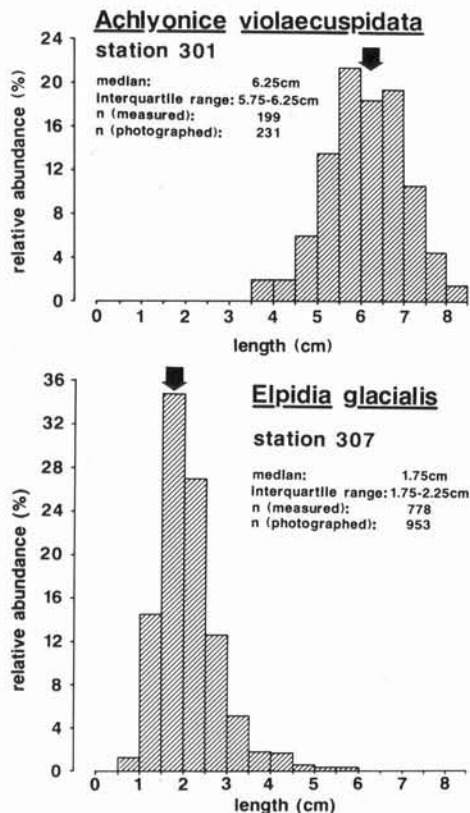 Achlyonice violaecuspidata
station 301
median: 6.25cm
interquartile range: 5.75-6.25cm
n (measured): 199
n (photographed): 231
relative abundance (%)
24
20
16
12
8
4
0
0 1 2 3 4 5 6 7 8
length (cm)
Elpidia glacialis
station 307
median: 1.75cm
interquartile range: 1.75-2.25cm
n (measured): 778
n (photographed): 953
relative abundance (%)
36
32
28
24
20
16
12
8
4
0
0 1 2 3 4 5 6 7 8
length (cm)